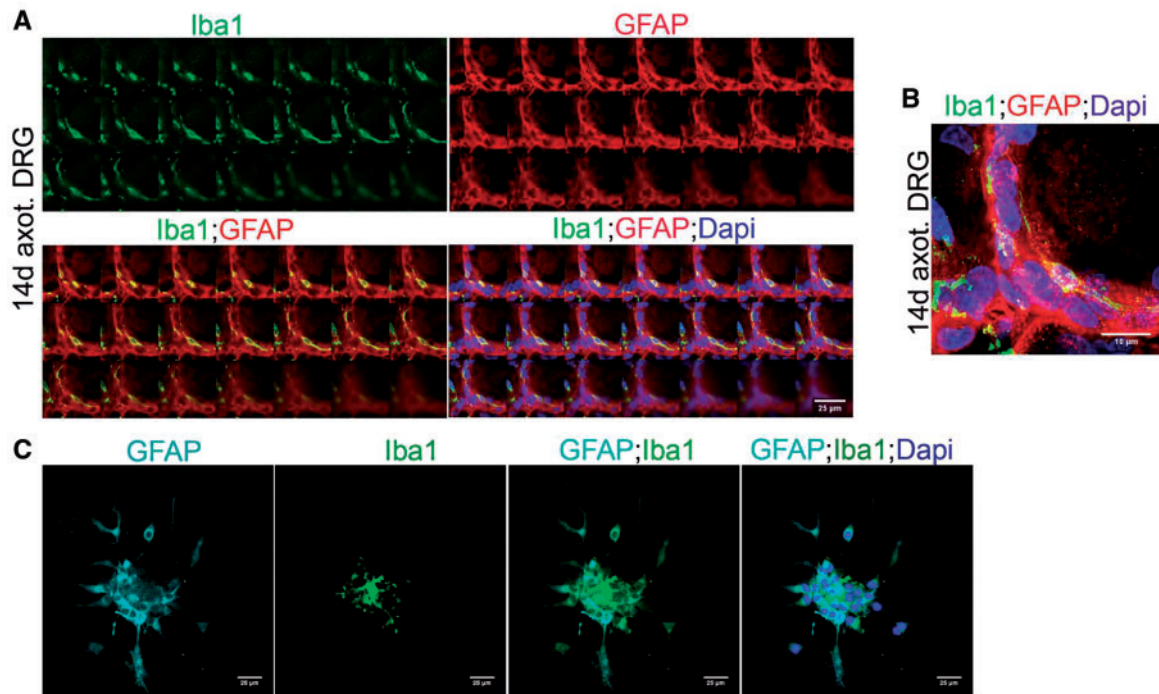 A
Iba1
GFAP
14d axot. DRG
Iba1;GFAP
Iba1;GFAP;Dapi
25 µm
B
Iba1;GFAP;Dapi
14d axot. DRG
10 µm
C
GFAP
Iba1
GFAP;Iba1
GFAP;Iba1;Dapi
25 µm
25 µm
25 µm
25 µm